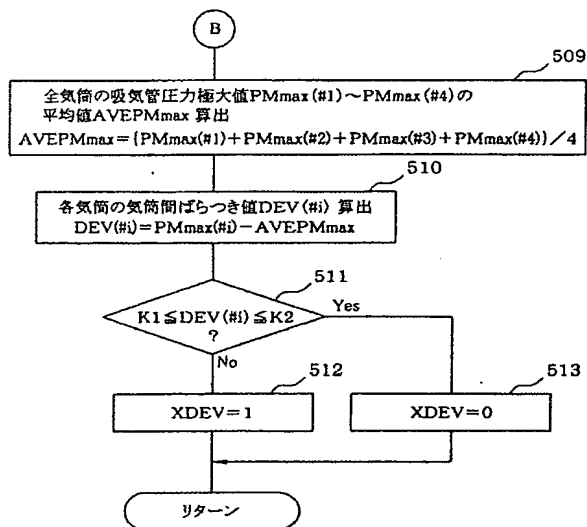 B
509
全気筒の吸気管圧力極大値PMmax(#1)～PMmax(#4)の
平均値AVEPMmax 算出
AVEPMmax={PMmax(#1)+PMmax(#2)+PMmax(#3)+PMmax(#4)}/4
510
各気筒の気筒間ばらつき値DEV(#i) 算出
DEV(#i)=PMmax(#i)-AVEPMmax
511
K1≦DEV(#i)≦K2
?
Yes
No
512
XDEV=1
513
XDEV=0
リターン